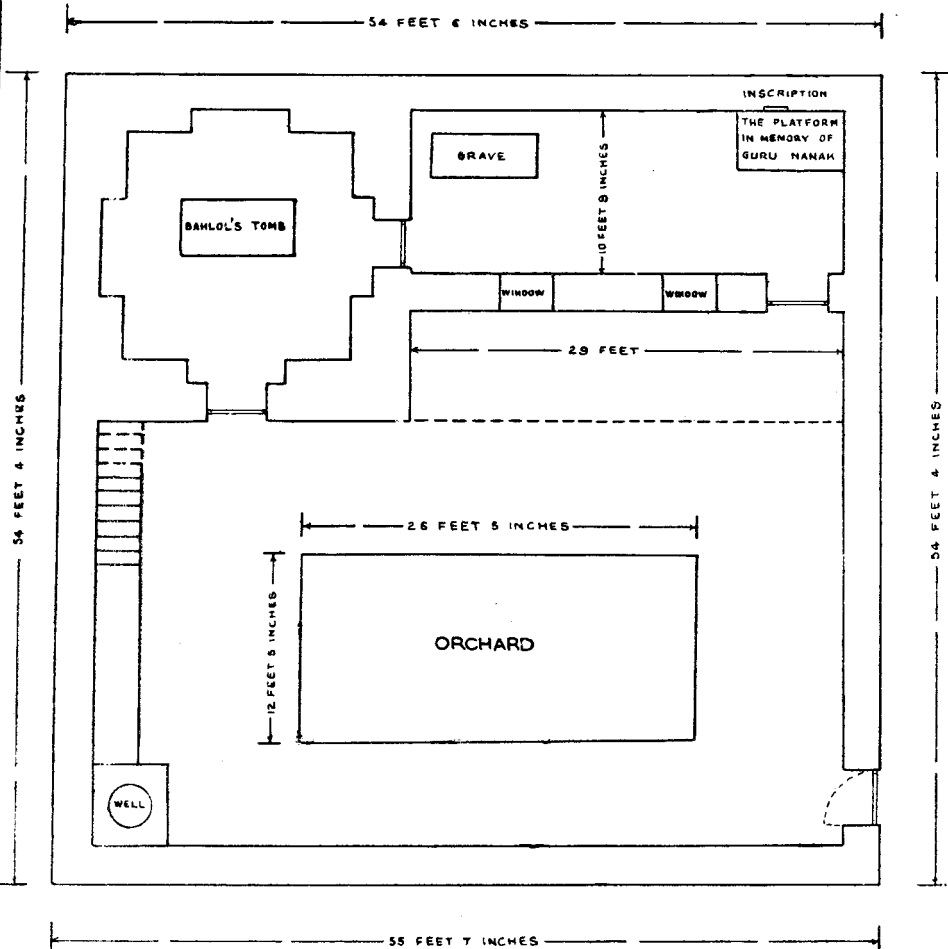 54 FEET 6 INCHES
INSCRIPTION
THE PLATFORM
IN MEMORY OF
GURU NANAK
GRAVE
10 FEET 8 INCHES
BAHLOL'S TOMB
WINDOW
WINDOW
29 FEET
54 FEET 4 INCHES
54 FEET 4 INCHES
26 FEET 5 INCHES
12 FEET 5 INCHES
ORCHARD
WELL
55 FEET 7 INCHES